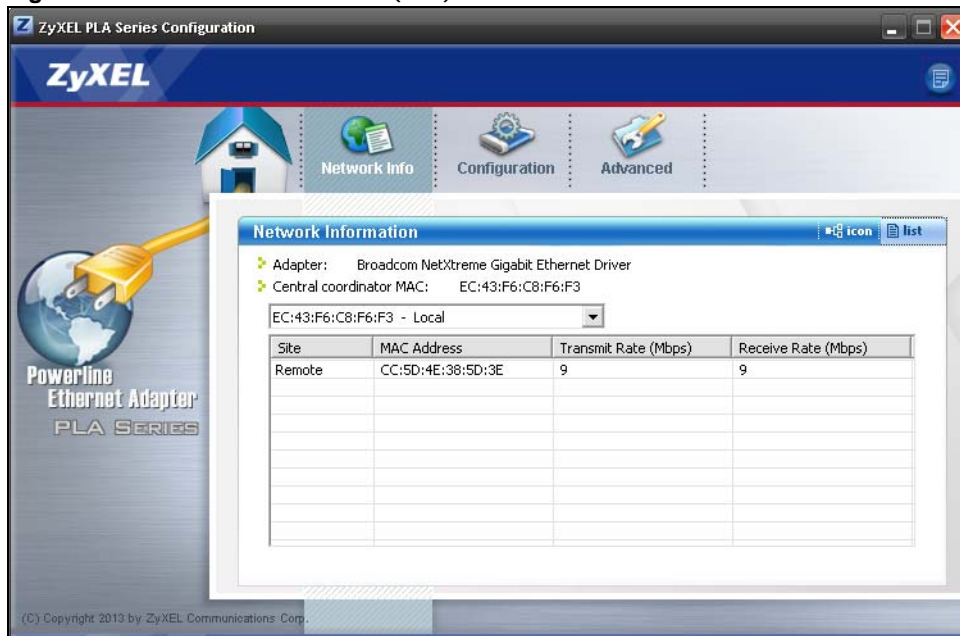 ZyXEL PLA Series Configuration
ZyXEL
Network Info
Configuration
Advanced
Network Information
icon
list
Adapter: Broadcom NetXtreme Gigabit Ethernet Driver
Central coordinator MAC: EC:43:F6:C8:F6:F3
EC:43:F6:C8:F6:F3 - Local
Site MAC Address Transmit Rate (Mbps) Receive Rate (Mbps)
Remote CC:5D:4E:38:5D:3E 9 9
Powerline
Ethernet Adapter
PLA SERIES
(C) Copyright 2013 by ZyXEL Communications Corp.